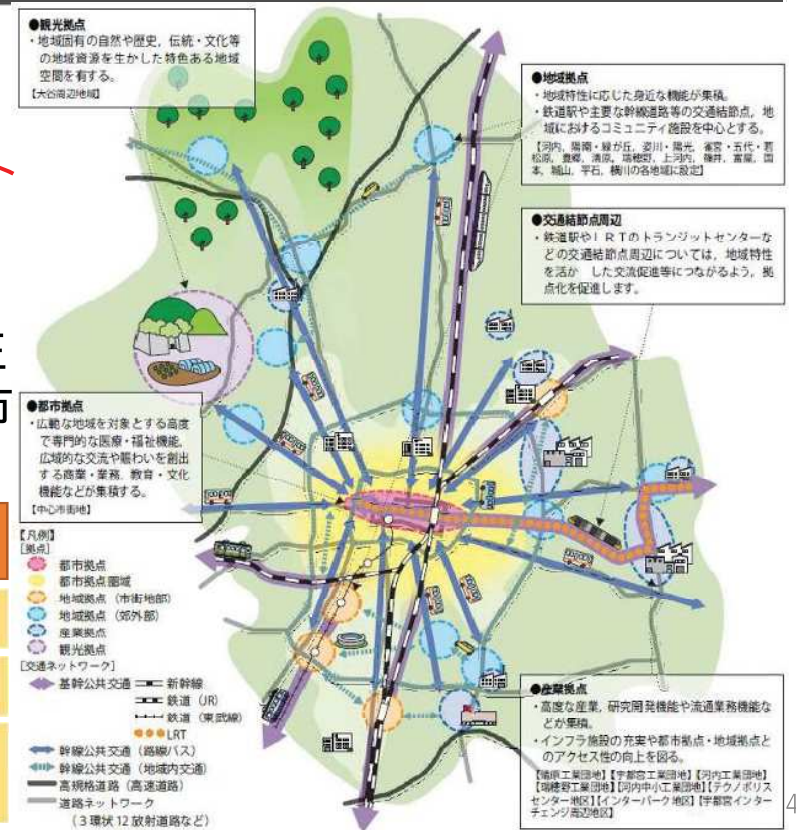 ●観光拠点
・地域固有の自然や歴史，伝統・文化等
の地域資源を生かした特色ある地域
空間を有する。
【大谷周辺地域】
●地域拠点
・地域特性に応じた身近な機能が集積。
・鉄道駅や主要な幹線道路等の交通結節点，地
域におけるコミュニティ施設を中心とする。
【河内，陽南・緑が丘，姿川・陽光，雀宮・五代・若
松原，豊郷，清原，瑞穂野，上河内，篠井，富屋，国
本，城山，平石，横川の各地域に設定】
●交通結節点周辺
・鉄道駅やＬＲＴのトランジットセンターな
どの交通結節点周辺については，地域特性
を活か した交流促進等につながるよう，拠
点化を促進します。
●都市拠点
・広範な地域を対象とする高度
で専門的な医療・福祉機能，
広域的な交流や賑わいを創出
する商業・業務，教育・文化
機能などが集積する。
【中心市街地】
【凡例】
[拠点]
都市拠点
都市拠点圏域
地域拠点（市街地部）
地域拠点（郊外部）
産業拠点
観光拠点
[交通ネットワーク]
基幹公共交通 新幹線
鉄道（JR）
鉄道（東武線）
LRT
幹線公共交通（路線バス）
幹線公共交通（地域内交通）
高規格道路（高速道路）
道路ネットワーク
（３環状12放射道路など）
●産業拠点
・高度な産業，研究開発機能や流通業務機能な
どが集積。
・インフラ施設の充実や都市拠点・地域拠点と
のアクセス性の向上を図る。
【清原工業団地】【宇都宮工業団地】【河内工業団地】
【瑞穂野工業団地】【河内中小工業団地】【テクノポリス
センター地区】【インターパーク地区】【宇都宮インター
チェンジ周辺地区】
4